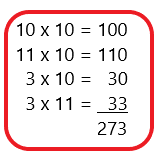 10 x 10 = 100
11 x 10 = 110
3 x 10 = 30
3 x 11 = 33
273